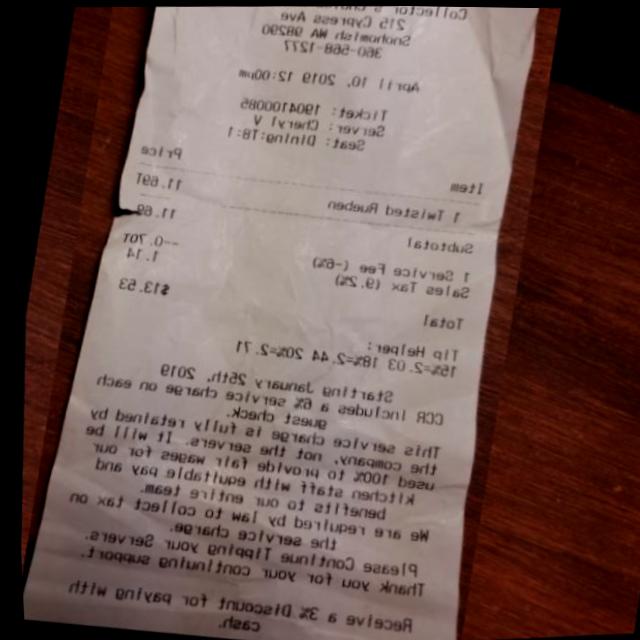 Collector's
215 Cypress Ave
Snohomish WA 98290
360-568-1277
April 10, 2019 12:00pm
Ticket: 1904100085
Server: Cheryl V
Seat: Dining:T8:1
Item Price
1 Twisted Rueben 11.69T
Subtotal 11.69
1 Service Fee (-6%) --0.70T
Sales Tax (9.2%) 1.14
Total $13.53
Tip Helper:
15%=2.03 18%=2.44 20%=2.71
Starting January 25th, 2019
CCR includes a 6% service charge on each
guest check.
This service charge is fully retained by
the company, not the servers. It will be
used 100% to provide fair wages for our
kitchen staff with equitable pay and
benefits to our entire team.
We are required by law to collect tax on
the service charge.
Please Continue Tipping your Servers.
Thank you for your continuing support.
Receive a 3% Discount for paying with
cash.